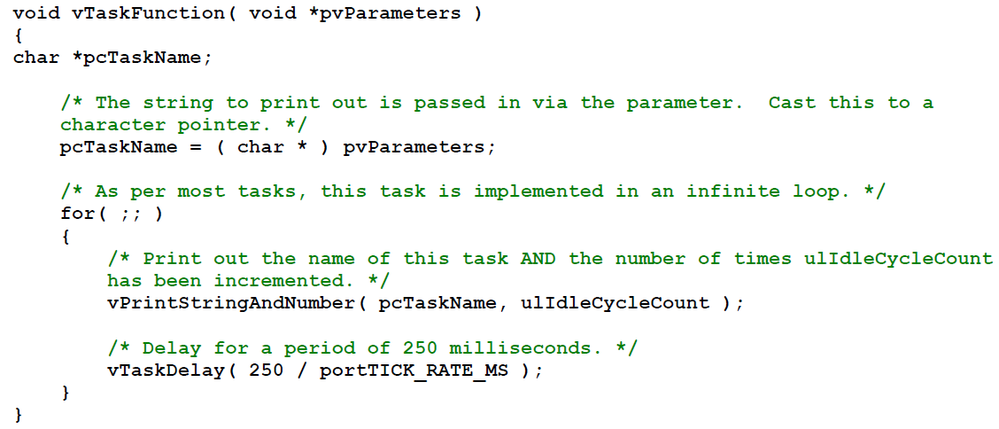 void vTaskFunction( void *pvParameters )
{
char *pcTaskName;
/* The string to print out is passed in via the parameter.  Cast this to a
character pointer. */
pcTaskName = ( char * ) pvParameters;
/* As per most tasks, this task is implemented in an infinite loop. */
for( ;; )
{
/* Print out the name of this task AND the number of times ulIdleCycleCount
has been incremented. */
vPrintStringAndNumber( pcTaskName, ulIdleCycleCount );
/* Delay for a period of 250 milliseconds. */
vTaskDelay( 250 / portTICK_RATE_MS );
}
}